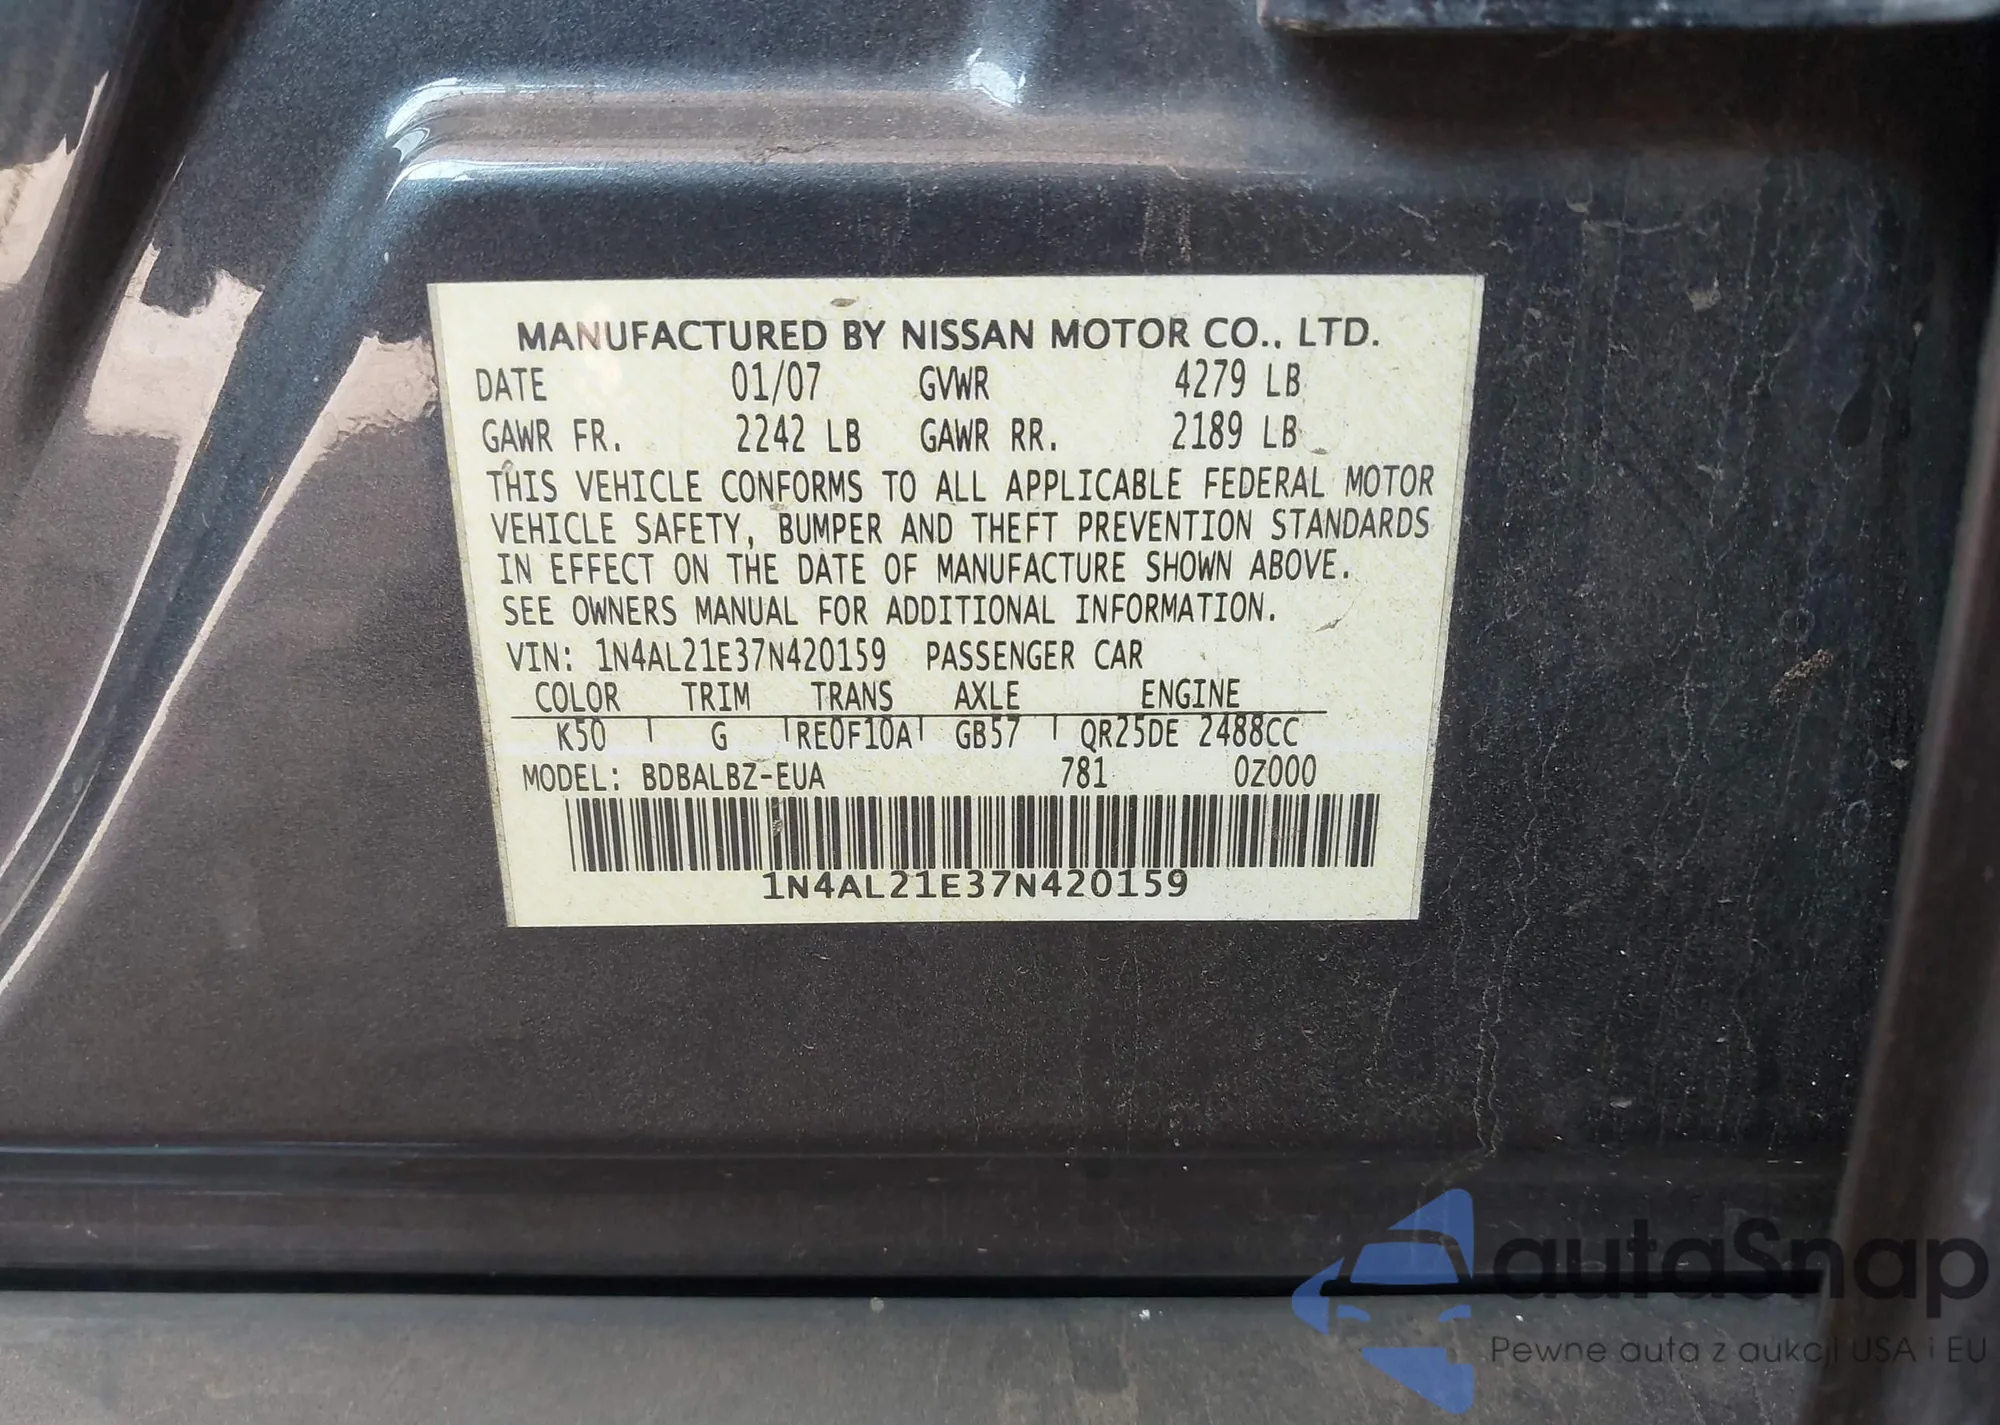 MANUFACTURED BY NISSAN MOTOR CO., LTD.
DATE 01/07 GVWR 4279 LB
GAWR FR. 2242 LB GAWR RR. 2189 LB
THIS VEHICLE CONFORMS TO ALL APPLICABLE FEDERAL MOTOR
VEHICLE SAFETY, BUMPER AND THEFT PREVENTION STANDARDS
IN EFFECT ON THE DATE OF MANUFACTURE SHOWN ABOVE.
SEE OWNERS MANUAL FOR ADDITIONAL INFORMATION.
VIN: 1N4AL21E37N420159 PASSENGER CAR
COLOR TRIM TRANS AXLE ENGINE
K50 G RE0F10A GB57 QR25DE 2488CC
MODEL: BDBALBZ-EUA 781 0Z000
1N4AL21E37N420159
autaSnap
Pewne auta z aukcji USA i EU